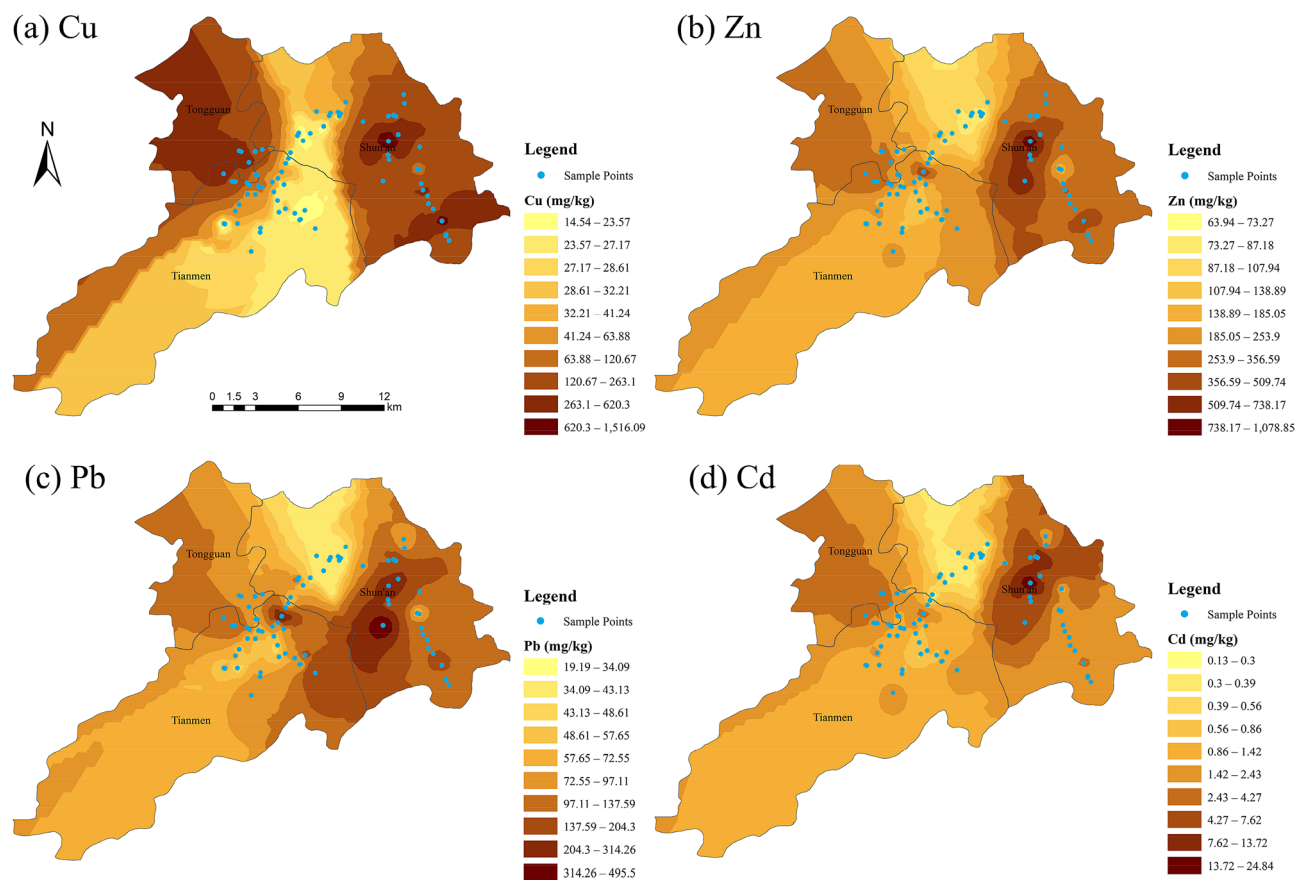 (a) Cu
N
Tongguan
Shun'an
Tianmen
0 1.5 3 6 9 12
km
Legend
Sample Points
Cu (mg/kg)
14.54 – 23.57
23.57 – 27.17
27.17 – 28.61
28.61 – 32.21
32.21 – 41.24
41.24 – 63.88
63.88 – 120.67
120.67 – 263.1
263.1 – 620.3
620.3 – 1,516.09
(b) Zn
Tongguan
Shun'an
Tianmen
Legend
Sample Points
Zn (mg/kg)
63.94 – 73.27
73.27 – 87.18
87.18 – 107.94
107.94 – 138.89
138.89 – 185.05
185.05 – 253.9
253.9 – 356.59
356.59 – 509.74
509.74 – 738.17
738.17 – 1,078.85
(c) Pb
Tongguan
Shun'an
Tianmen
Legend
Sample Points
Pb (mg/kg)
19.19 – 34.09
34.09 – 43.13
43.13 – 48.61
48.61 – 57.65
57.65 – 72.55
72.55 – 97.11
97.11 – 137.59
137.59 – 204.3
204.3 – 314.26
314.26 – 495.5
(d) Cd
Tongguan
Shun'an
Tianmen
Legend
Sample Points
Cd (mg/kg)
0.13 – 0.3
0.3 – 0.39
0.39 – 0.56
0.56 – 0.86
0.86 – 1.42
1.42 – 2.43
2.43 – 4.27
4.27 – 7.62
7.62 – 13.72
13.72 – 24.84